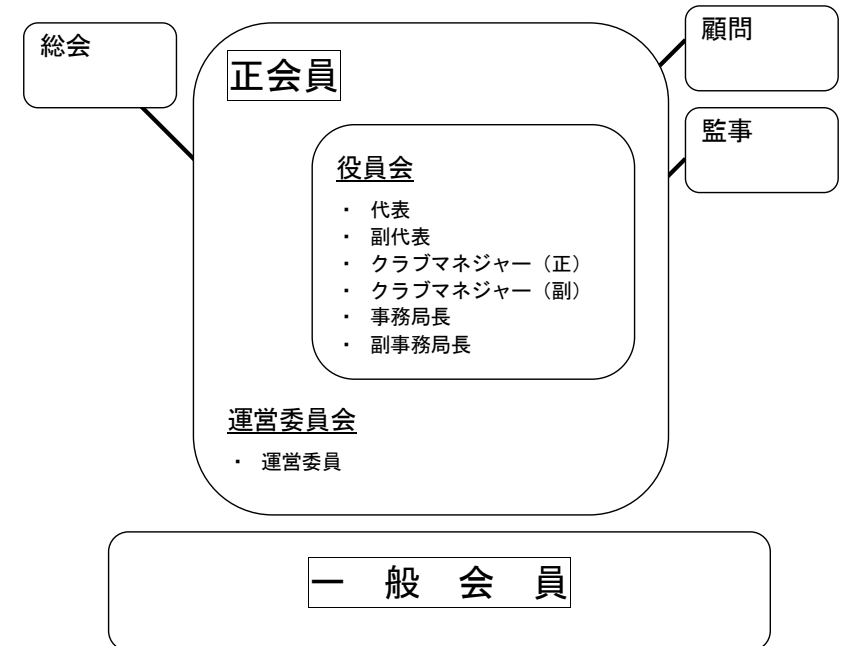 総会
正会員
顧問
監事
役員会
・ 代表
・ 副代表
・ クラブマネジャー（正）
・ クラブマネジャー（副）
・ 事務局長
・ 副事務局長
運営委員会
・ 運営委員
一 般 会 員